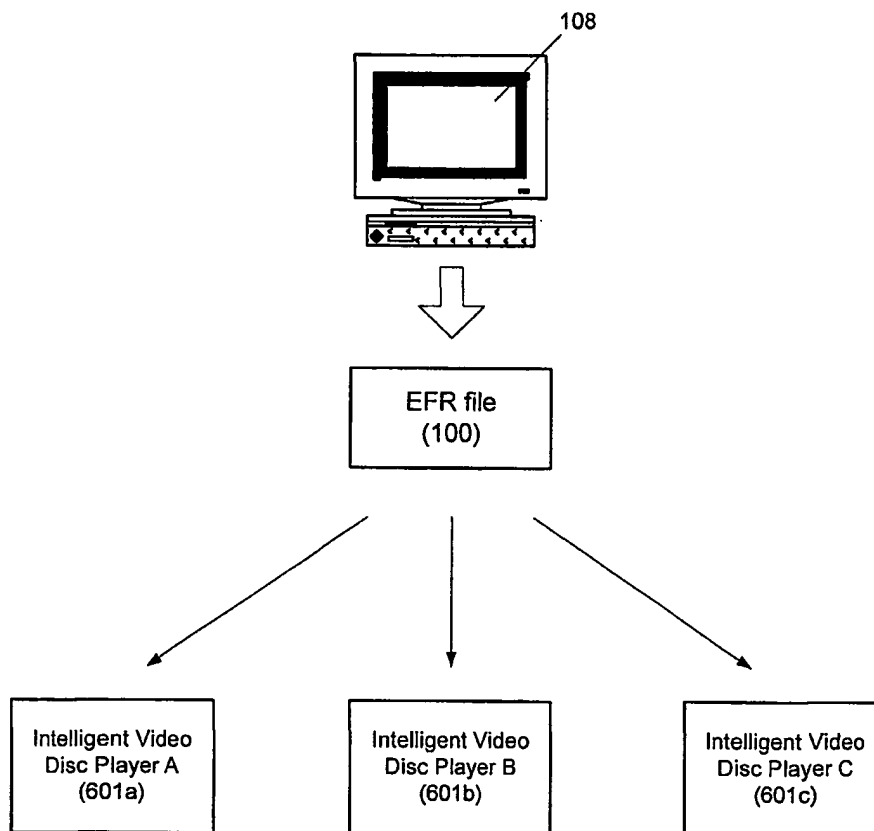 108
EFR file
(100)
Intelligent Video
Disc Player A
(601a)
Intelligent Video
Disc Player B
(601b)
Intelligent Video
Disc Player C
(601c)